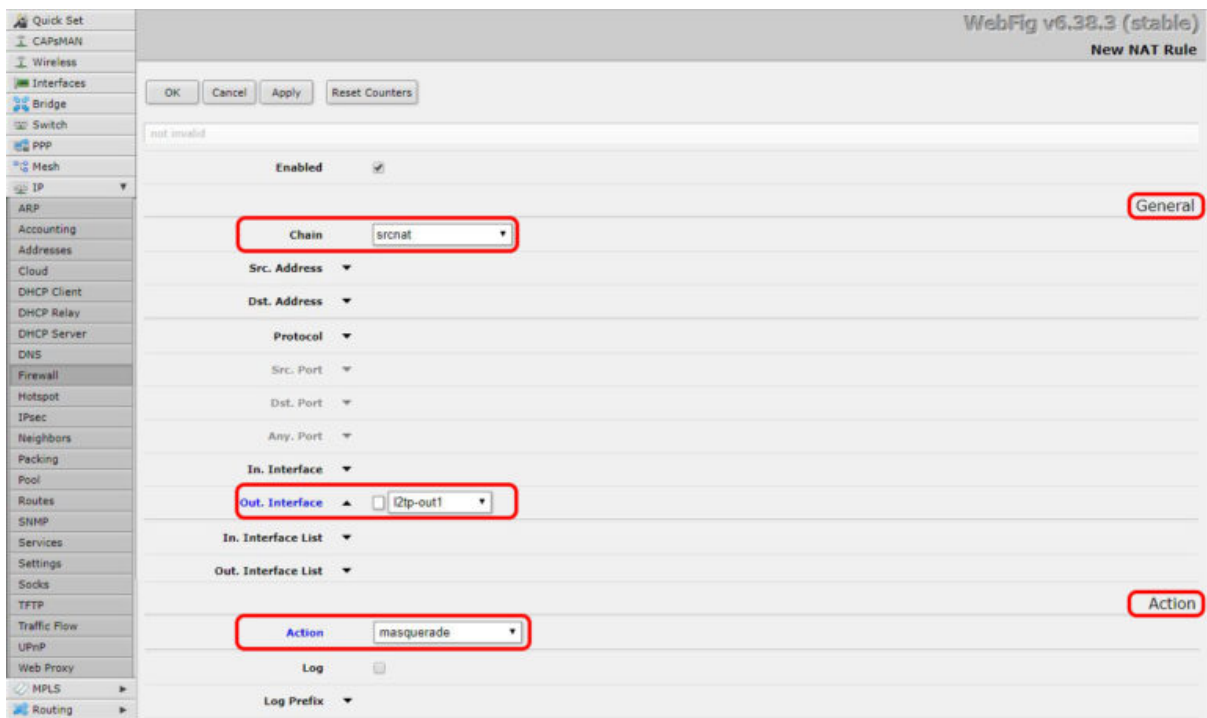 Quick Set
CAPsMAN
Wireless
Interfaces
Bridge
Switch
PPP
Mesh
IP
ARP
Accounting
Addresses
Cloud
DHCP Client
DHCP Relay
DHCP Server
DNS
Firewall
Hotspot
IPsec
Neighbors
Packing
Pool
Routes
SNMP
Services
Settings
Socks
TFTP
Traffic Flow
UPnP
Web Proxy
MPLS
Routing
WebFig v6.38.3 (stable)
New NAT Rule
OK Cancel Apply Reset Counters
not invalid
Enabled
General
Chain srcnat
Src. Address
Dst. Address
Protocol
Src. Port
Dst. Port
Any. Port
In. Interface
Out. Interface l2tp-out1
In. Interface List
Out. Interface List
Action
Action masquerade
Log
Log Prefix